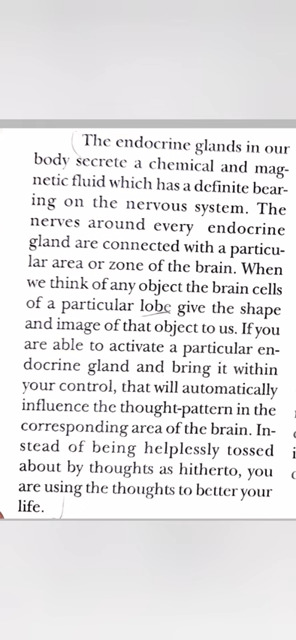 The endocrine glands in our
body secrete a chemical and mag-
netic fluid which has a definite bear-
ing on the nervous system. The
nerves around every endocrine
gland are connected with a particu-
lar area or zone of the brain. When
we think of any object the brain cells
of a particular lobe give the shape
and image of that object to us. If you
are able to activate a particular en-
docrine gland and bring it within
your control, that will automatically
influence the thought-pattern in the
corresponding area of the brain. In-
stead of being helplessly tossed
about by thoughts as hitherto, you
are using the thoughts to better your
life.